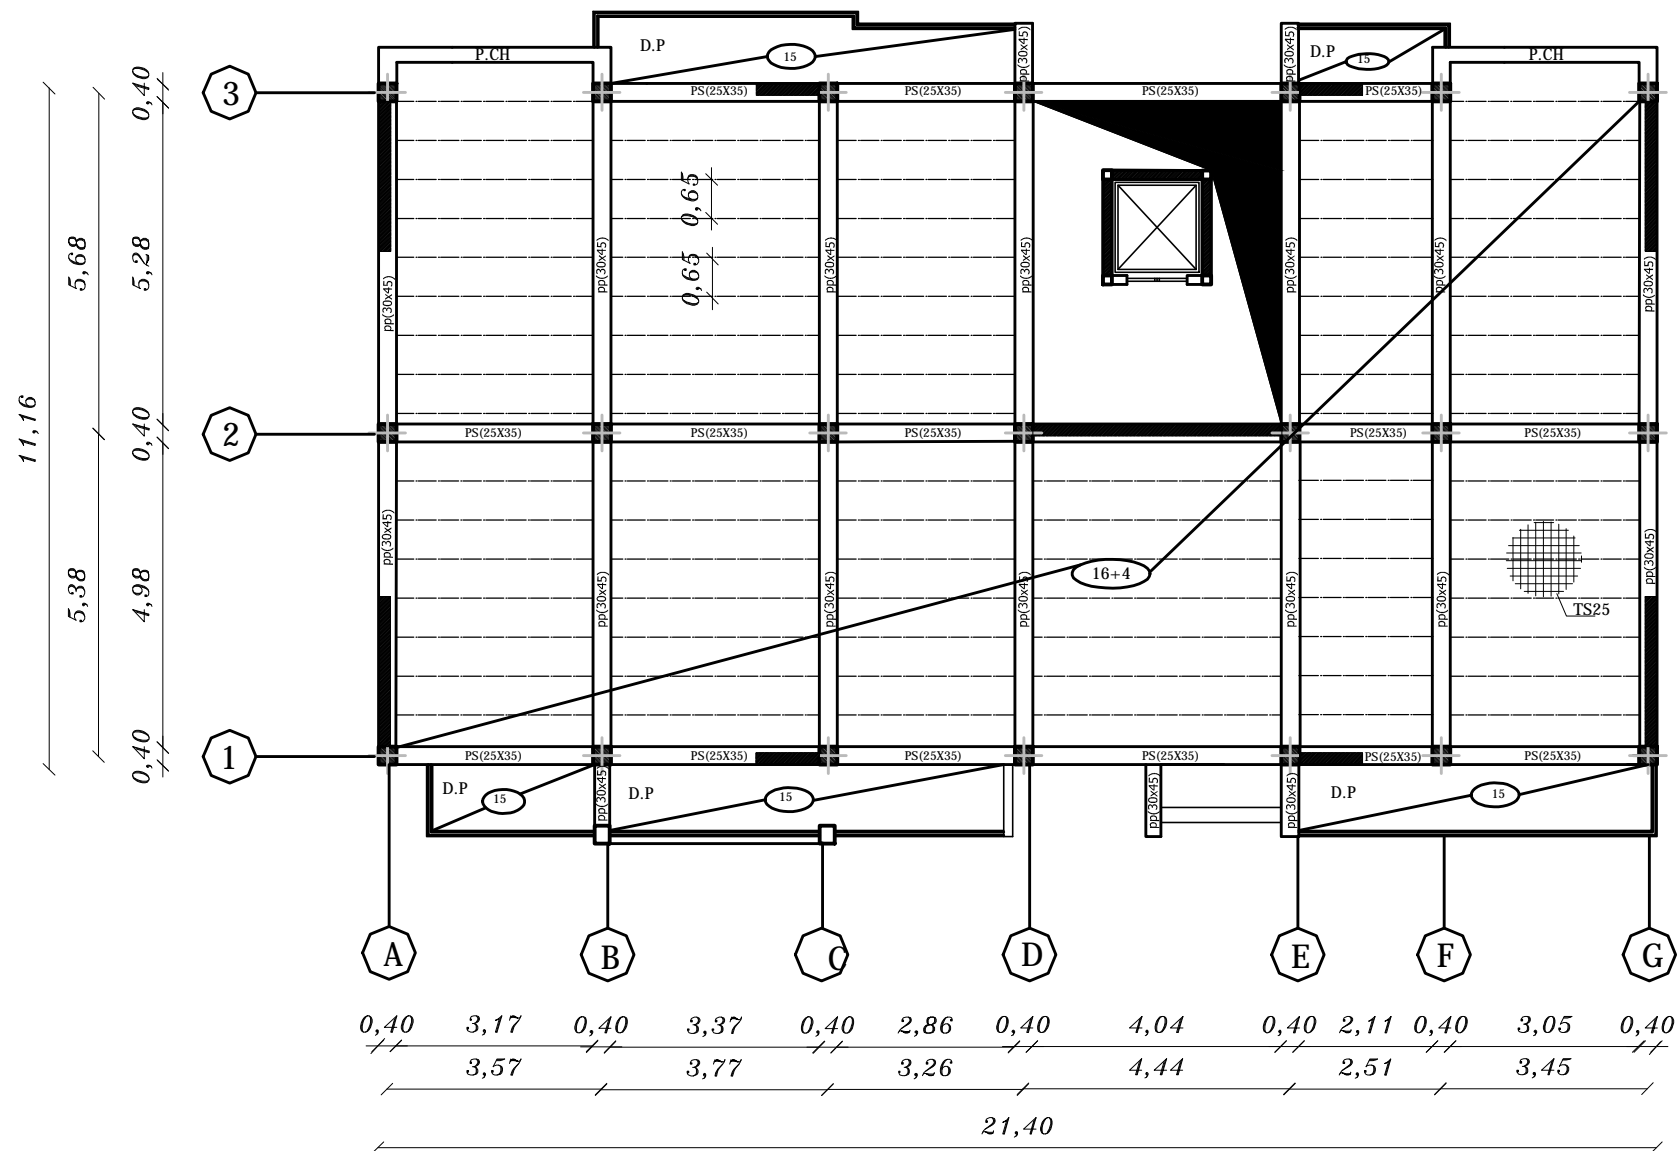 P.CH
D.P
15
pp(30x45)
pp(30x45)
D.P
15
P.CH
3
PS(25X35)
PS(25X35)
PS(25X35)
PS(25X35)
0,40
0,65
0,65
5,68
5,28
pp(30x45)
pp(30x45)
pp(30x45)
pp(30x45)
pp(30x45)
pp(30x45)
pp(30x45)
11,16
0,40
2
PS(25X35)
PS(25X35)
PS(25X35)
PS(25X35)
PS(25X35)
pp(30x45)
pp(30x45)
pp(30x45)
pp(30x45)
pp(30x45)
pp(30x45)
pp(30x45)
16+4
TS25
5,38
4,98
0,40
1
PS(25X35)
PS(25X35)
PS(25X35)
PS(25X35)
PS(25X35)
PS(25X35)
D.P
15
pp(30x45)
D.P
15
pp(30x45)
pp(30x45)
D.P
15
A
B
C
D
E
F
G
0,40 3,17 0,40 3,37 0,40 2,86 0,40 4,04 0,40 2,11 0,40 3,05 0,40
3,57 3,77 3,26 4,44 2,51 3,45
21,40